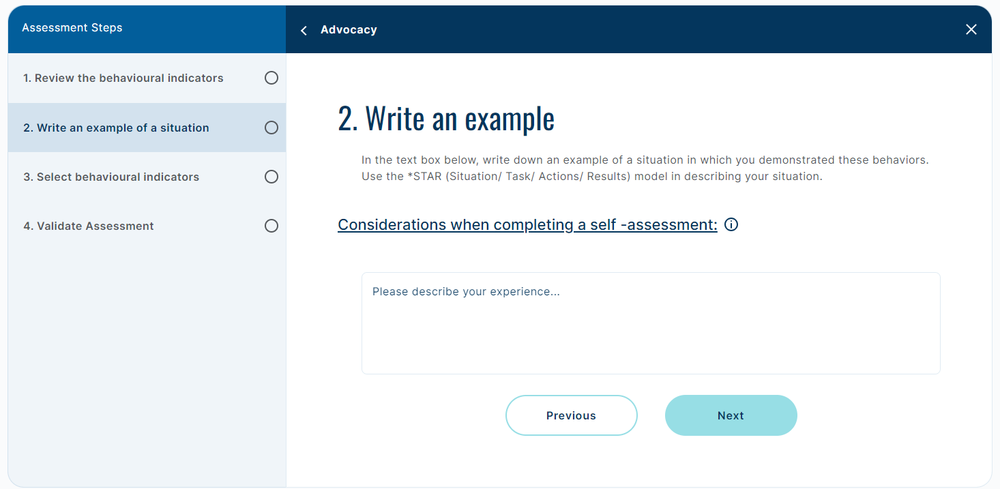 Assessment Steps
Advocacy
1. Review the behavioural indicators
2. Write an example of a situation
3. Select behavioural indicators
4. Validate Assessment
2. Write an example
In the text box below, write down an example of a situation in which you demonstrated these behaviors.
Use the *STAR (Situation/ Task/ Actions/ Results) model in describing your situation.
Considerations when completing a self -assessment:
Please describe your experience...
Previous
Next